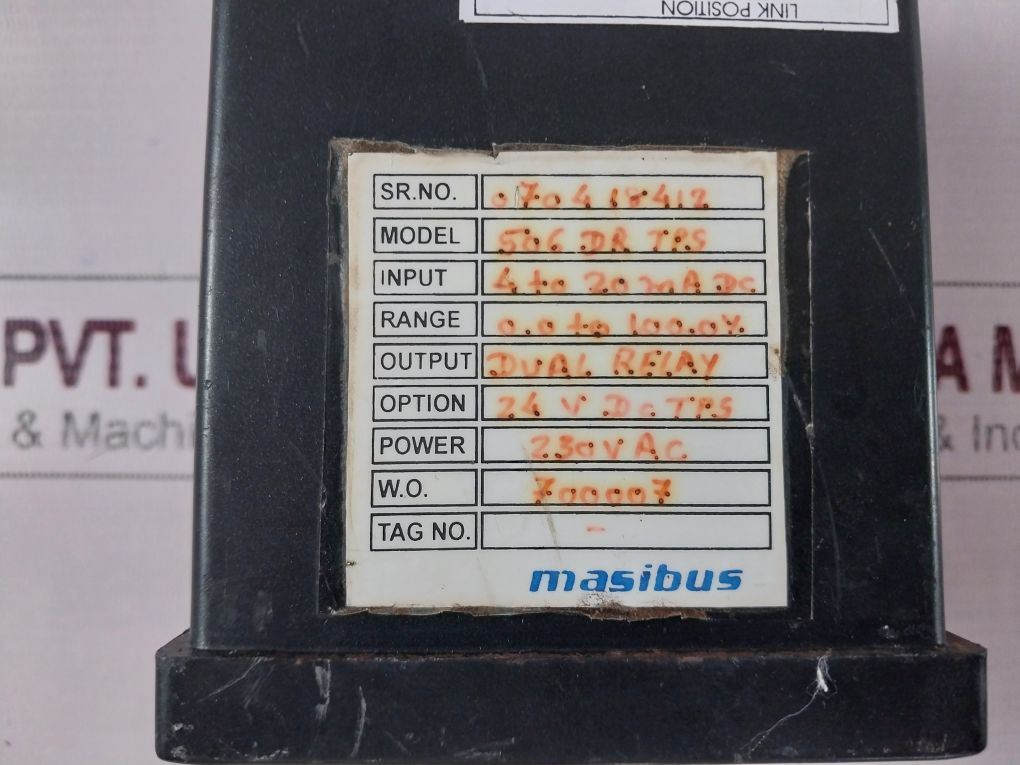 LINK POSITION
SR.NO. 070418412
MODEL 506 DR TPS
INPUT 4 to 20 mA DC
RANGE 0.0 to 100.0%
OUTPUT DUAL RELAY
OPTION 24 V Dc TPS
POWER 230 V AC
W.O. 700007
TAG NO. –
masibus
PVT. U A M
& Machi & Ind